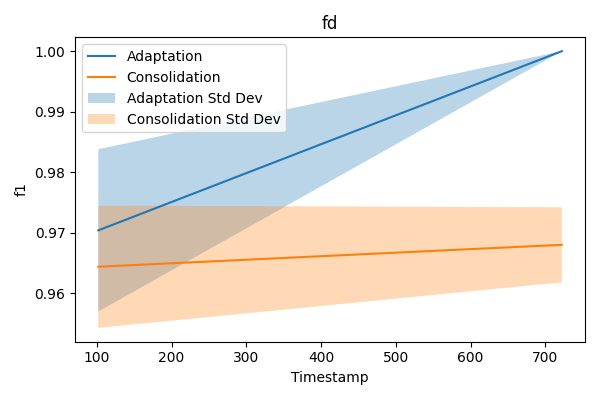 fd
Adaptation
Consolidation
Adaptation Std Dev
Consolidation Std Dev
1.00
0.99
0.98
0.97
0.96
f1
100 200 300 400 500 600 700
Timestamp